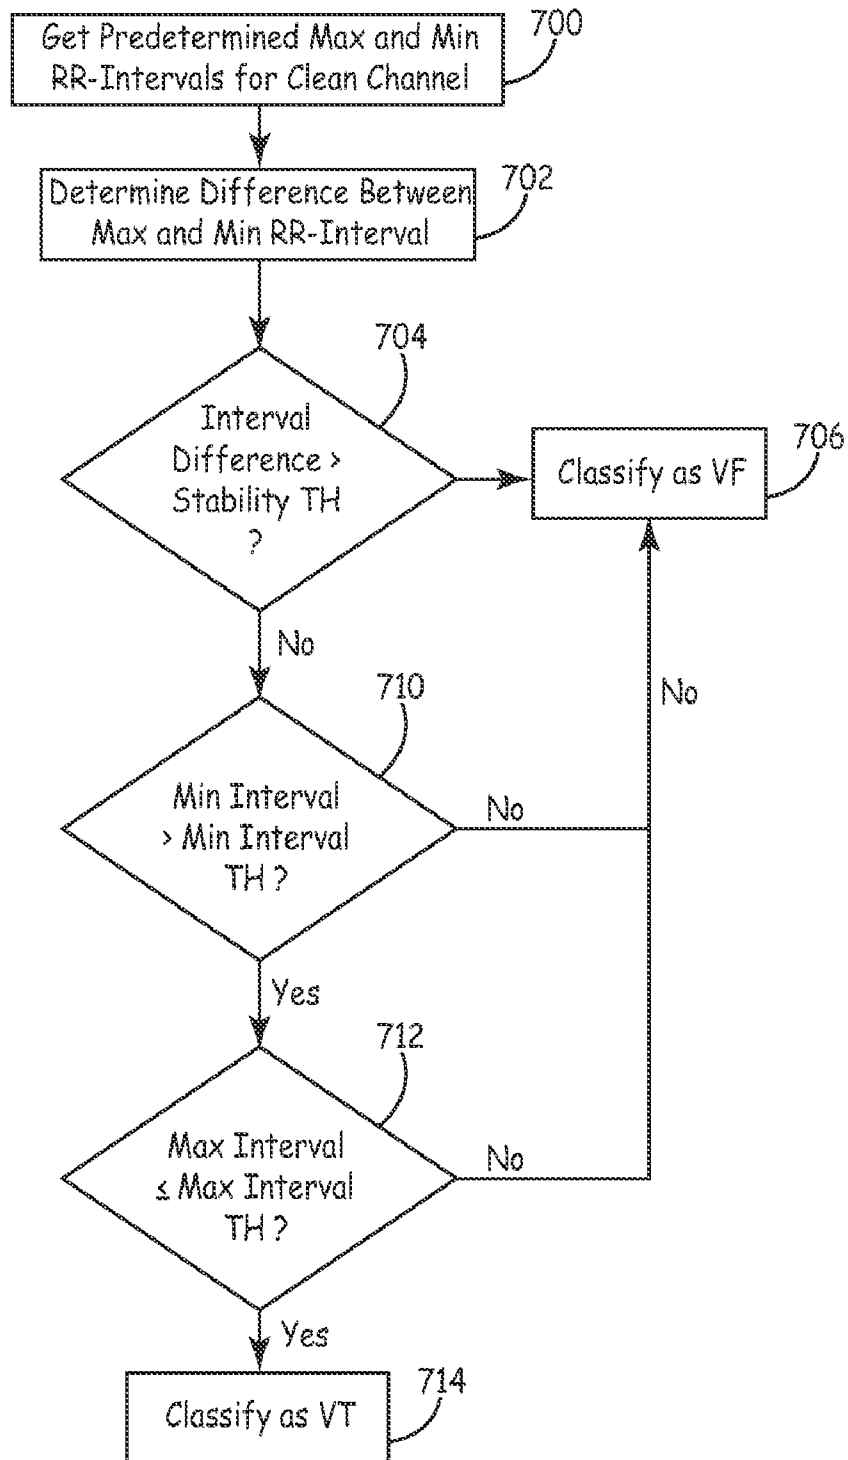 700
Get Predetermined Max and Min
RR-Intervals for Clean Channel
702
Determine Difference Between
Max and Min RR-Interval
704
Interval
Difference >
Stability TH
?
706
Classify as VF
No
710
No
Min Interval
> Min Interval
TH ?
No
Yes
712
Max Interval
≤ Max Interval
TH ?
No
Yes
714
Classify as VT